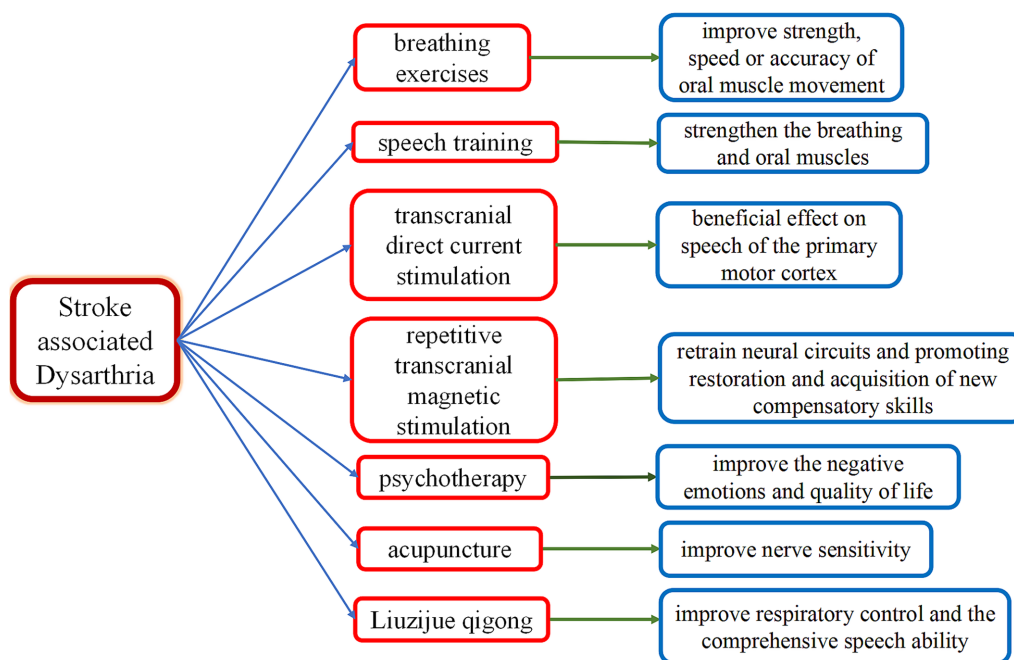 Stroke
associated
Dysarthria
breathing
exercises
improve strength,
speed or accuracy of
oral muscle movement
speech training
strengthen the breathing
and oral muscles
transcranial
direct current
stimulation
beneficial effect on
speech of the primary
motor cortex
repetitive
transcranial
magnetic
stimulation
retrain neural circuits and promoting
restoration and acquisition of new
compensatory skills
psychotherapy
improve the negative
emotions and quality of life
acupuncture
improve nerve sensitivity
Liuzijue qigong
improve respiratory control and the
comprehensive speech ability